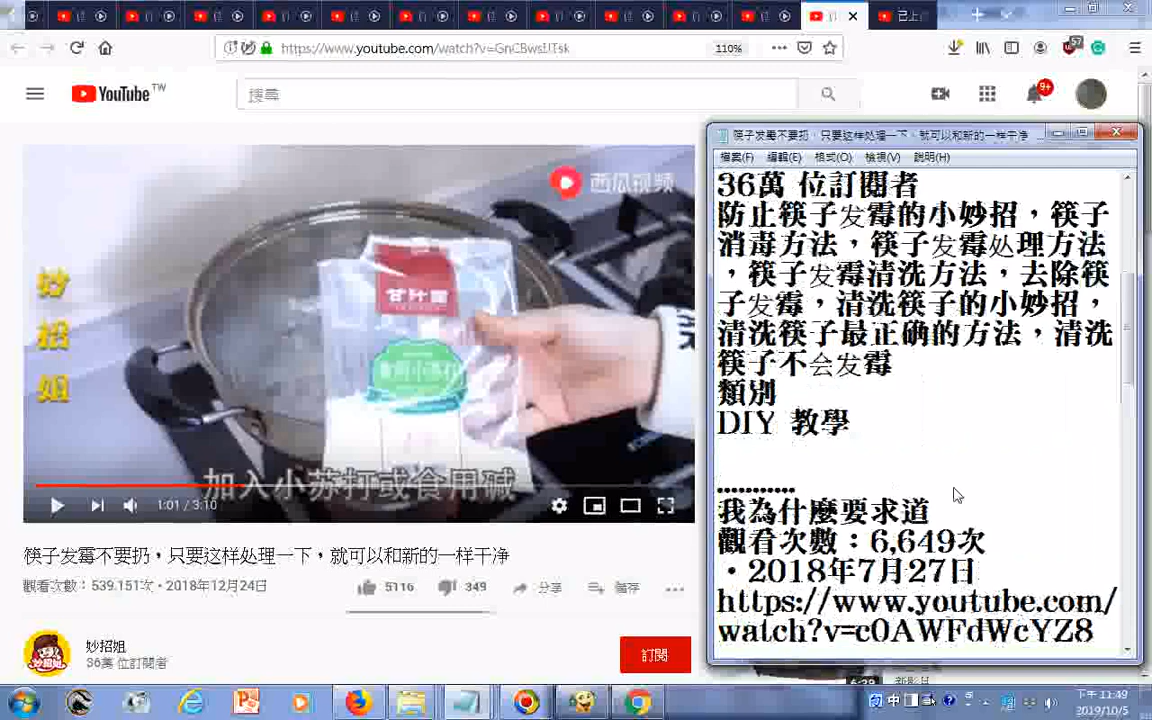 https://www.youtube.com/watch?v=GnCBwsIJTsk
110%
57
YouTube TW
搜尋
9+
西瓜视频
妙招姐
加入小苏打或食用碱
1:01 / 3:10
筷子发霉不要扔，只要这样处理一下，就可以和新的一样干净
觀看次數：539,151次 • 2018年12月24日
5116
349
分享
儲存
妙招姐
36萬 位訂閱者
訂閱
筷子发霉不要扔，只要这样处理一下，就可以和新的一样干净
檔案(F) 編輯(E) 格式(O) 檢視(V) 說明(H)
36萬 位訂閱者
防止筷子发霉的小妙招，筷子
消毒方法，筷子发霉处理方法
，筷子发霉清洗方法，去除筷
子发霉，清洗筷子的小妙招，
清洗筷子最正确的方法，清洗
筷子不会发霉
類別
DIY 教學
...........
我為什麼要求道
觀看次數：6,649次
•2018年7月27日
https://www.youtube.com/
watch?v=c0AWFdWcYZ8
中
下午 11:49
2019/10/5